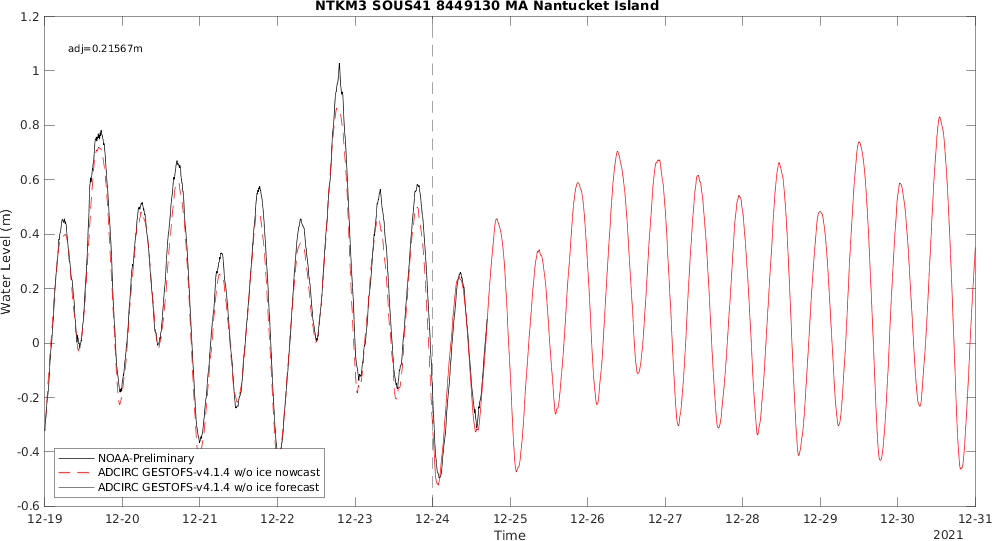 NTKM3 SOUS41 8449130 MA Nantucket Island
adj=0.21567m
Water Level (m)
1.2
1
0.8
0.6
0.4
0.2
0
-0.2
-0.4
-0.6
NOAA-Preliminary
ADCIRC GESTOFS-v4.1.4 w/o ice nowcast
ADCIRC GESTOFS-v4.1.4 w/o ice forecast
12-19 12-20 12-21 12-22 12-23 12-24 12-25 12-26 12-27 12-28 12-29 12-30 12-31
Time
2021